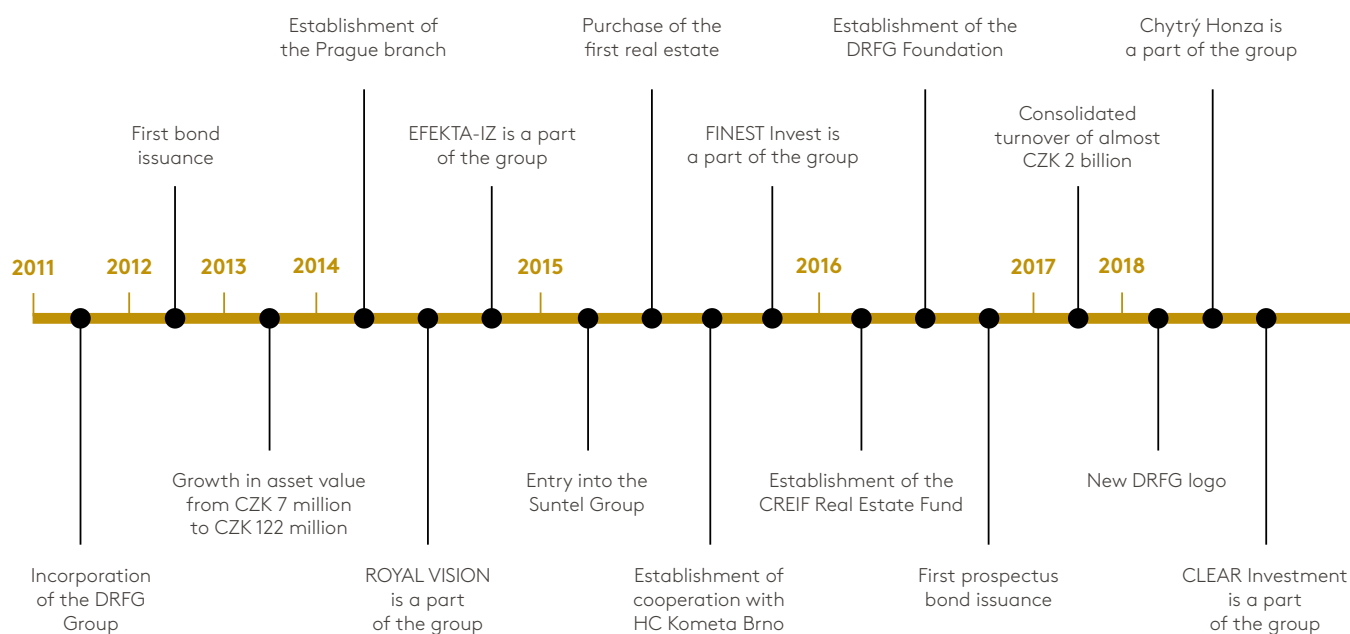 Establishment of
the Prague branch
Purchase of the
first real estate
Establishment of the
DRFG Foundation
Chytrý Honza is
a part of the group
First bond
issuance
EFEKTA-IZ is a part
of the group
FINEST Invest is
a part of the group
Consolidated
turnover of almost
CZK 2 billion
2011
2012
2013
2014
2015
2016
2017
2018
Growth in asset value
from CZK 7 million
to CZK 122 million
Entry into the
Suntel Group
Establishment of the
CREIF Real Estate Fund
New DRFG logo
Incorporation
of the DRFG
Group
ROYAL VISION
is a part
of the group
Establishment of
cooperation with
HC Kometa Brno
First prospectus
bond issuance
CLEAR Investment
is a part
of the group